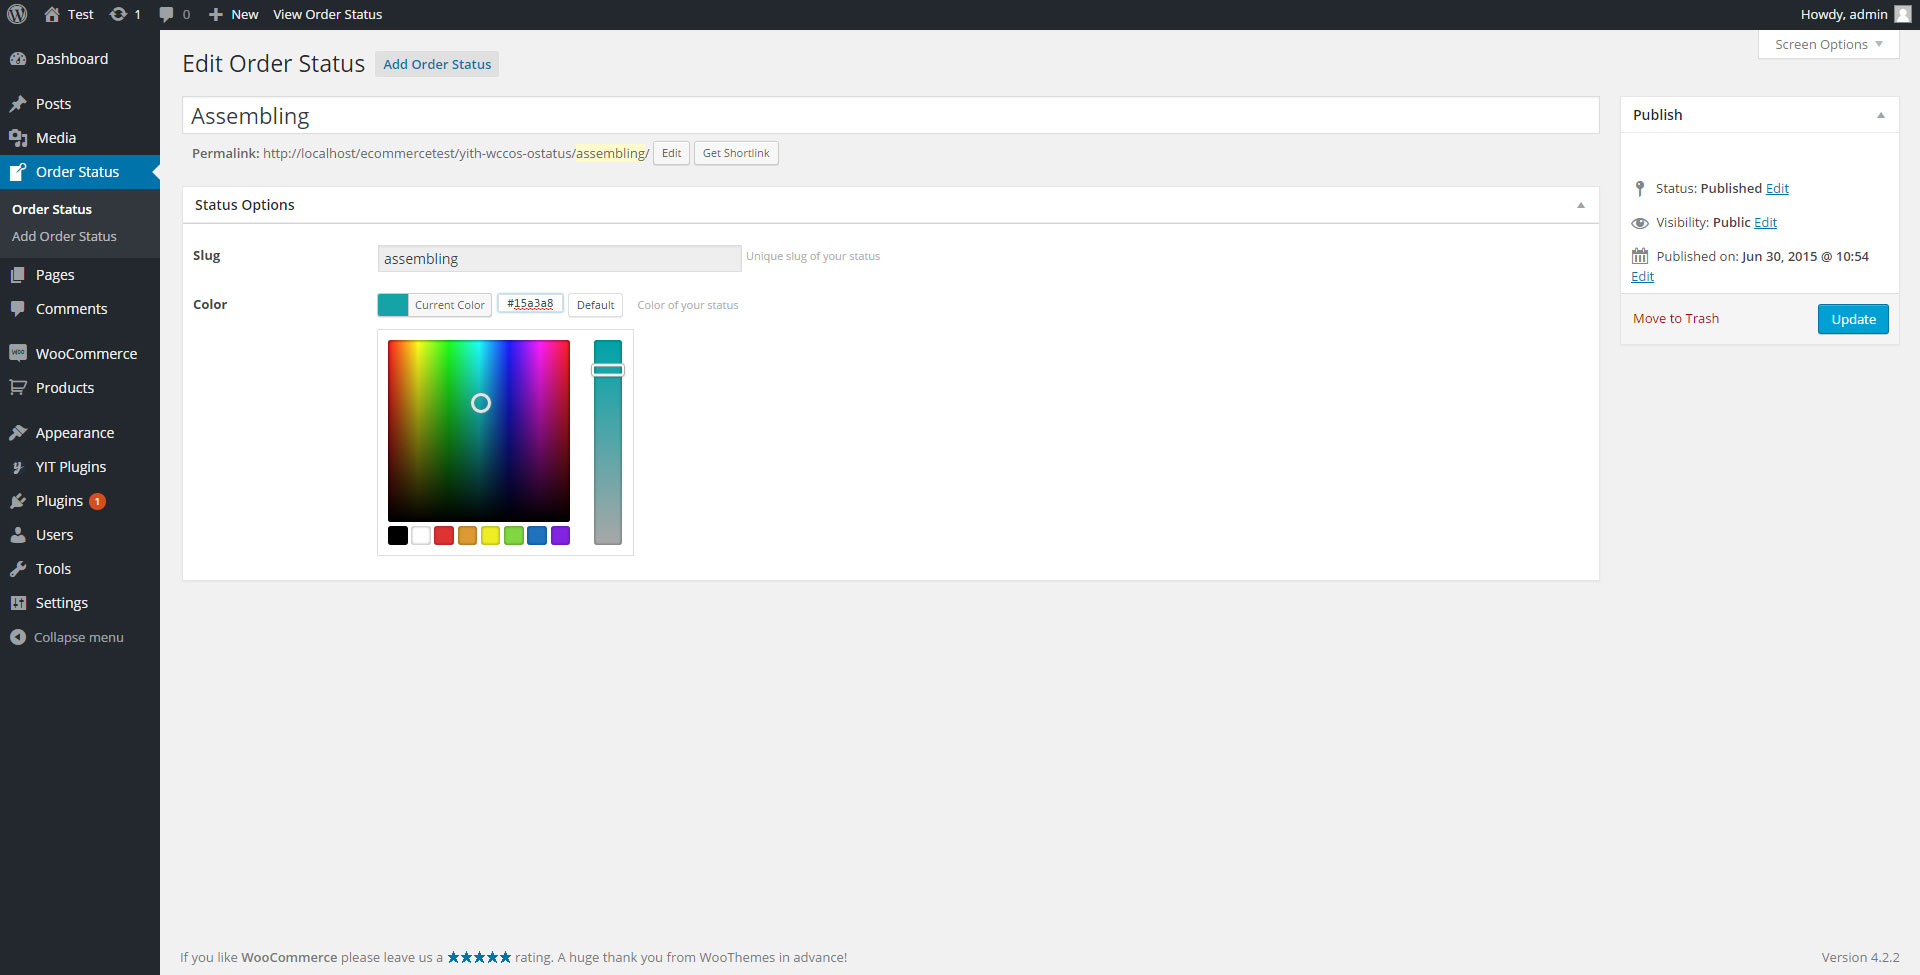 Test 1 0 New View Order Status Howdy, admin
Screen Options
Dashboard
Posts
Media
Order Status
Order Status
Add Order Status
Pages
Comments
WooCommerce
Products
Appearance
YIT Plugins
Plugins 1
Users
Tools
Settings
Collapse menu
Edit Order Status Add Order Status
Assembling
Permalink: http://localhost/ecommercetest/yith-wccos-ostatus/assembling/ Edit Get Shortlink
Status Options
Slug assembling Unique slug of your status
Color Current Color #15a3a8 Default Color of your status
Publish
Status: Published Edit
Visibility: Public Edit
Published on: Jun 30, 2015 @ 10:54
Edit
Move to Trash Update
If you like WooCommerce please leave us a ★★★★★ rating. A huge thank you from WooThemes in advance! Version 4.2.2